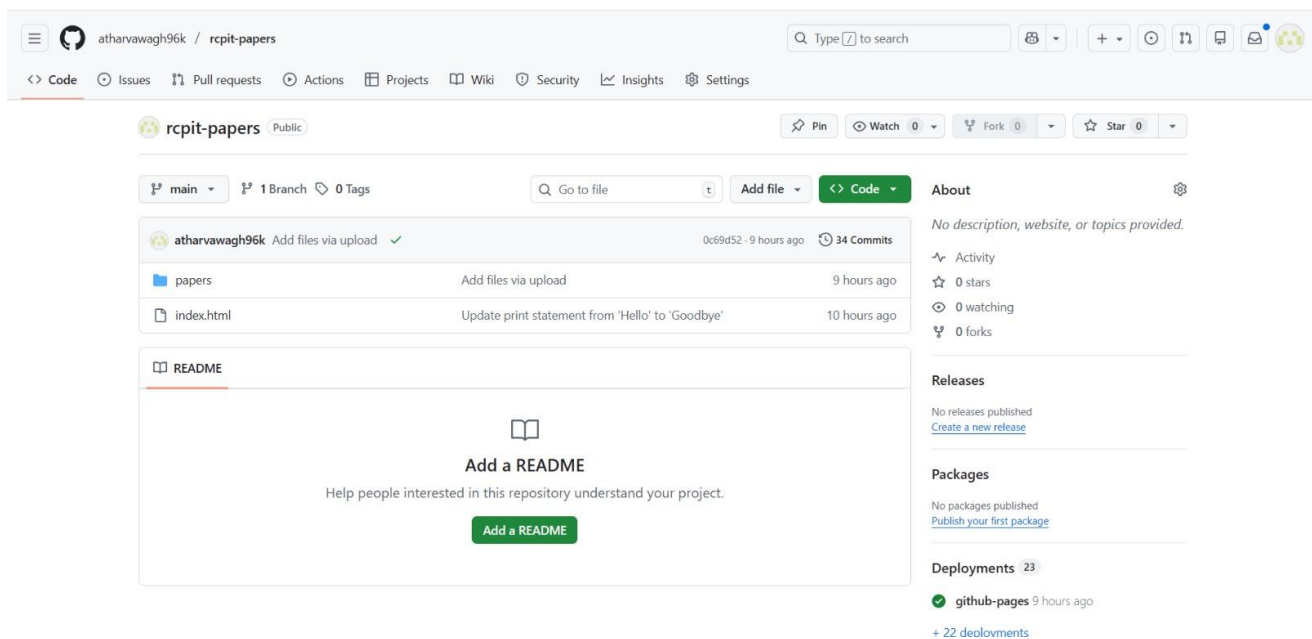 atharvawagh96k / rcpit-papers
Type / to search
Code Issues Pull requests Actions Projects Wiki Security Insights Settings
rcpit-papers Public
Pin Watch 0 Fork 0 Star 0
main 1 Branch 0 Tags Go to file t Add file Code
atharvawagh96k Add files via upload 0c69d52 · 9 hours ago 34 Commits
papers Add files via upload 9 hours ago
index.html Update print statement from 'Hello' to 'Goodbye' 10 hours ago
README
Add a README
Help people interested in this repository understand your project.
Add a README
About
No description, website, or topics provided.
Activity
0 stars
0 watching
0 forks
Releases
No releases published
Create a new release
Packages
No packages published
Publish your first package
Deployments 23
github-pages 9 hours ago
+ 22 deployments